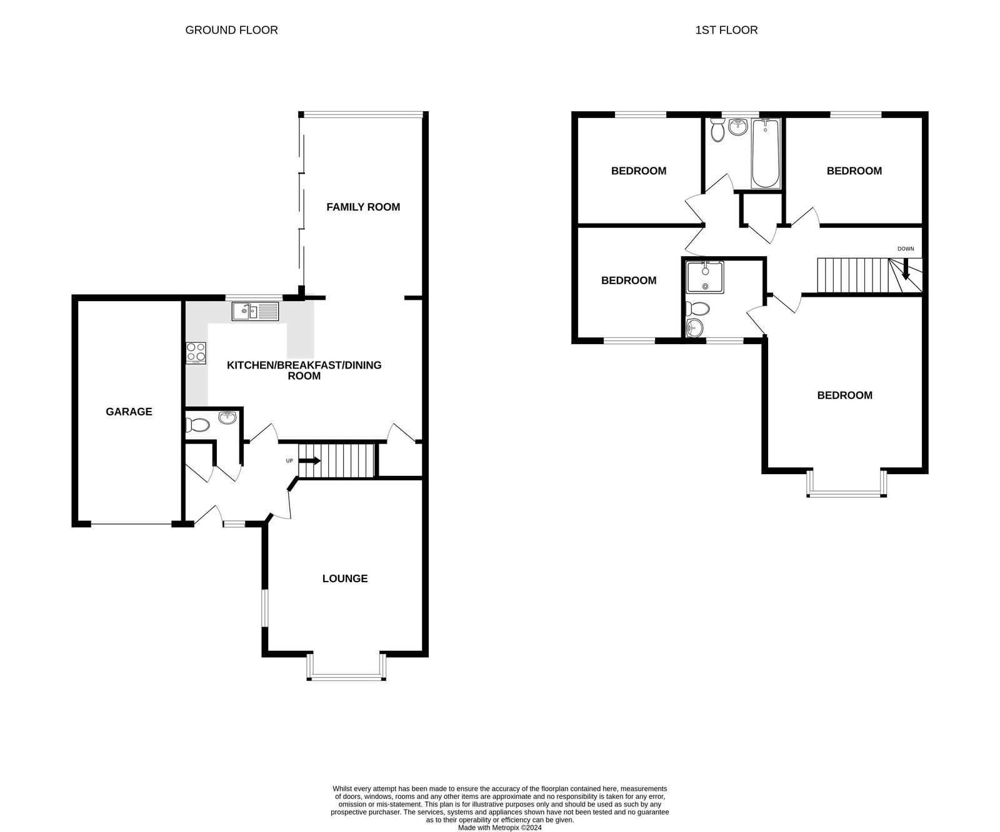 GROUND FLOOR
1ST FLOOR
FAMILY ROOM
KITCHEN/BREAKFAST/DINING
ROOM
GARAGE
UP
LOUNGE
BEDROOM
BEDROOM
DOWN
BEDROOM
BEDROOM
Whilst every attempt has been made to ensure the accuracy of the floorplan contained here, measurements
of doors, windows, rooms and any other items are approximate and no responsibility is taken for any error,
omission or mis-statement. This plan is for illustrative purposes only and should be used as such by any
prospective purchaser. The services, systems and appliances shown have not been tested and no guarantee
as to their operability or efficiency can be given.
Made with Metropix ©2024